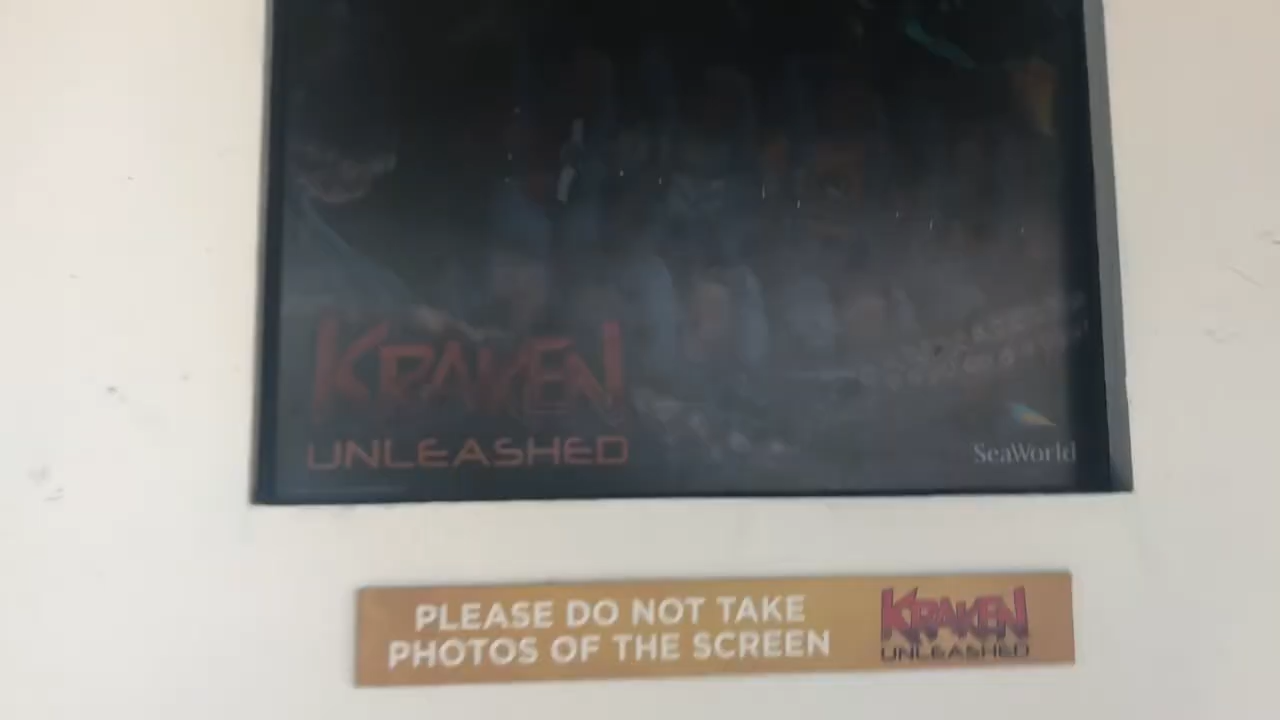 KRAKEN
UNLEASHED
SeaWorld
PLEASE DO NOT TAKE
PHOTOS OF THE SCREEN
KRAKEN
UNLEASHED